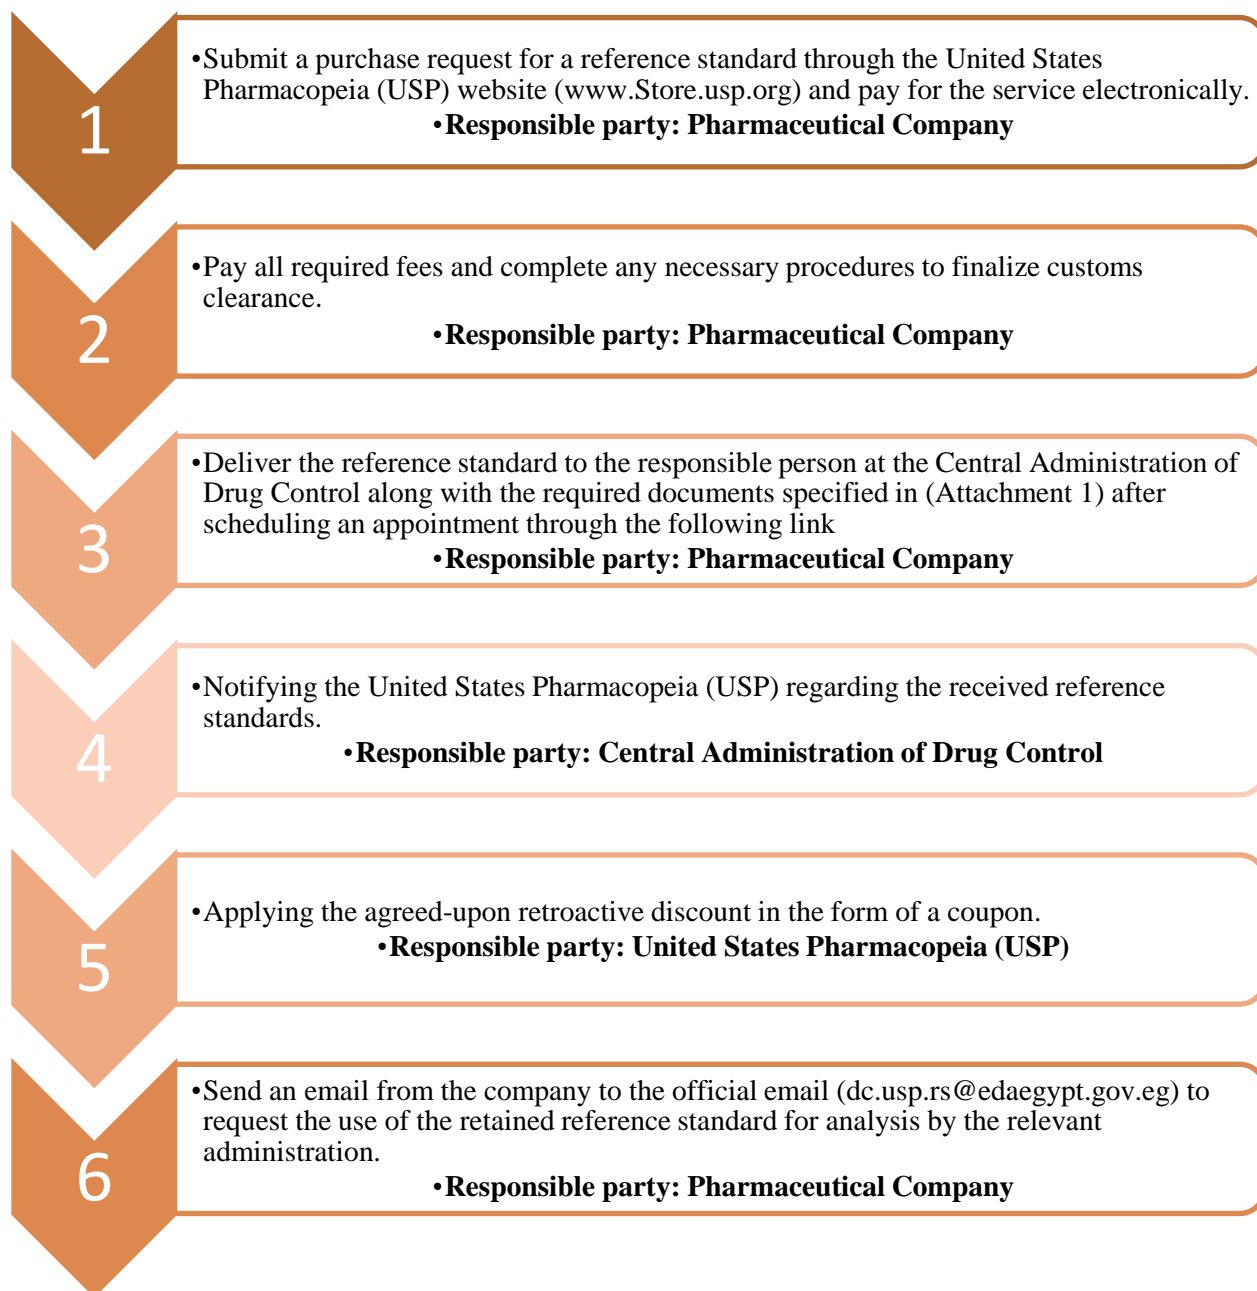 1
•Submit a purchase request for a reference standard through the United States
Pharmacopeia (USP) website (www.Store.usp.org) and pay for the service electronically.
•Responsible party: Pharmaceutical Company
2
•Pay all required fees and complete any necessary procedures to finalize customs
clearance.
•Responsible party: Pharmaceutical Company
3
•Deliver the reference standard to the responsible person at the Central Administration of
Drug Control along with the required documents specified in (Attachment 1) after
scheduling an appointment through the following link
•Responsible party: Pharmaceutical Company
4
•Notifying the United States Pharmacopeia (USP) regarding the received reference
standards.
•Responsible party: Central Administration of Drug Control
5
•Applying the agreed-upon retroactive discount in the form of a coupon.
•Responsible party: United States Pharmacopeia (USP)
6
•Send an email from the company to the official email (dc.usp.rs@edaegypt.gov.eg) to
request the use of the retained reference standard for analysis by the relevant
administration.
•Responsible party: Pharmaceutical Company